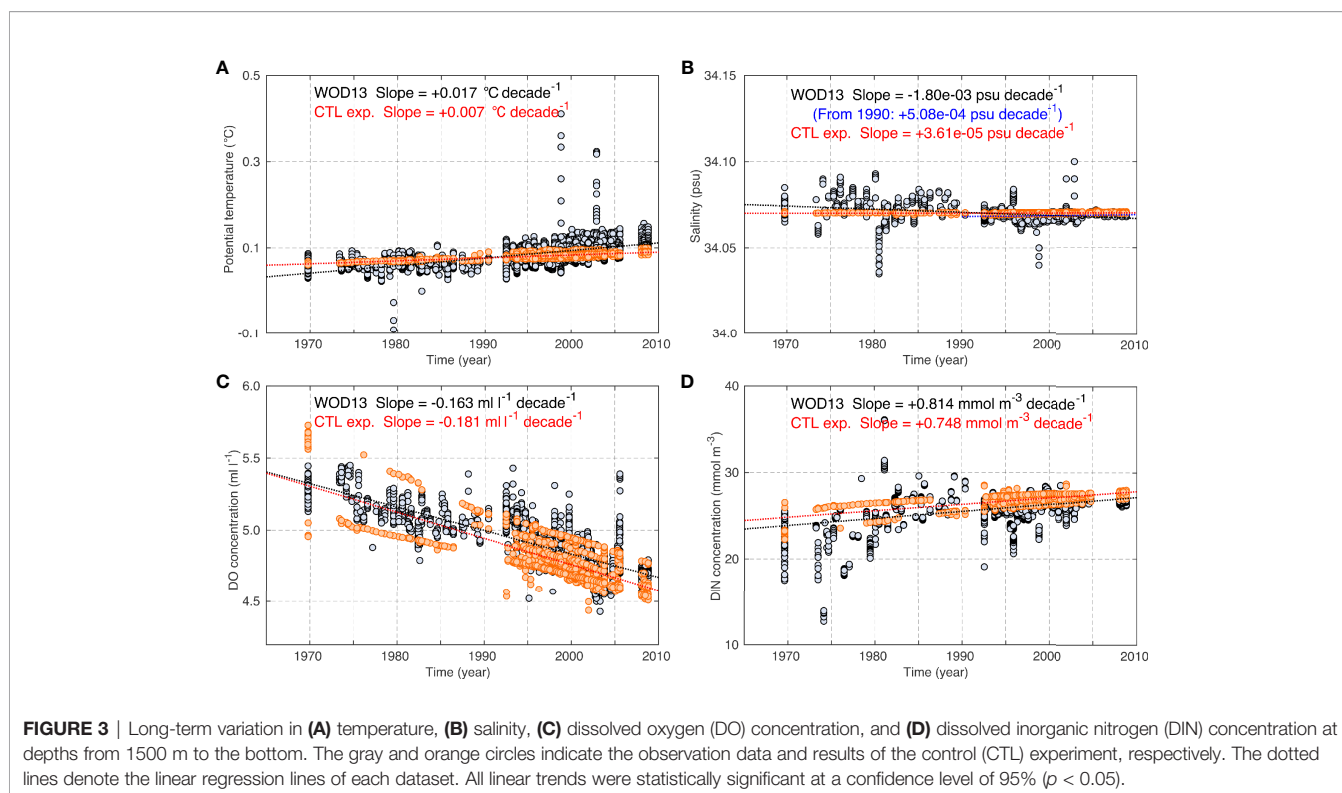 A
WOD13 Slope = +0.017 °C decade⁻¹
CTL exp. Slope = +0.007 °C decade⁻¹
Potential temperature (°C)
0.5
0.3
0.1
-0.1
1970 1980 1990 2000 2010
Time (year)
B
WOD13 Slope = -1.80e-03 psu decade⁻¹
(From 1990: +5.08e-04 psu decade⁻¹)
CTL exp. Slope = +3.61e-05 psu decade⁻¹
Salinity (psu)
34.15
34.10
34.05
34.0
1970 1980 1990 2000 2010
Time (year)
C
WOD13 Slope = -0.163 ml l⁻¹ decade⁻¹
CTL exp. Slope = -0.181 ml l⁻¹ decade⁻¹
DO concentration (ml l⁻¹)
6.0
5.5
5.0
4.5
1970 1980 1990 2000 2010
Time (year)
D
WOD13 Slope = +0.814 mmol m⁻³ decade⁻¹
CTL exp. Slope = +0.748 mmol m⁻³ decade⁻¹
DIN concentration (mmol m⁻³)
40
30
20
10
1970 1980 1990 2000 2010
Time (year)
FIGURE 3 | Long-term variation in (A) temperature, (B) salinity, (C) dissolved oxygen (DO) concentration, and (D) dissolved inorganic nitrogen (DIN) concentration at
depths from 1500 m to the bottom. The gray and orange circles indicate the observation data and results of the control (CTL) experiment, respectively. The dotted
lines denote the linear regression lines of each dataset. All linear trends were statistically significant at a confidence level of 95% (p < 0.05).